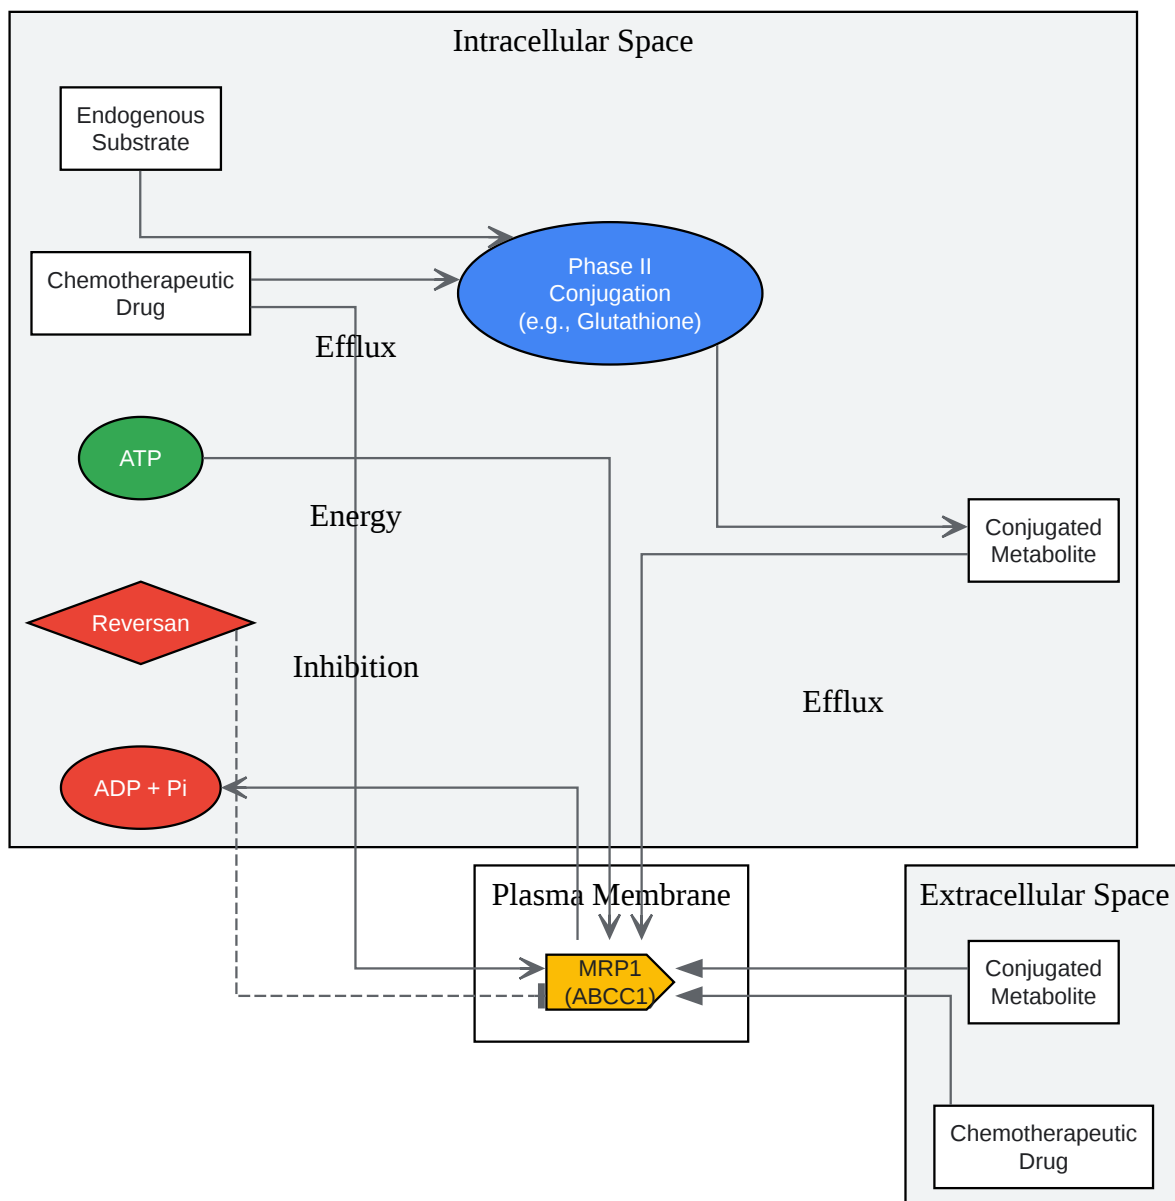 Intracellular Space
Endogenous
Substrate
Chemotherapeutic
Drug
Phase II
Conjugation
(e.g., Glutathione)
Efflux
ATP
Energy
Conjugated
Metabolite
Reversan
Inhibition
Efflux
ADP + Pi
Plasma Membrane
MRP1
(ABCC1)
Extracellular Space
Conjugated
Metabolite
Chemotherapeutic
Drug